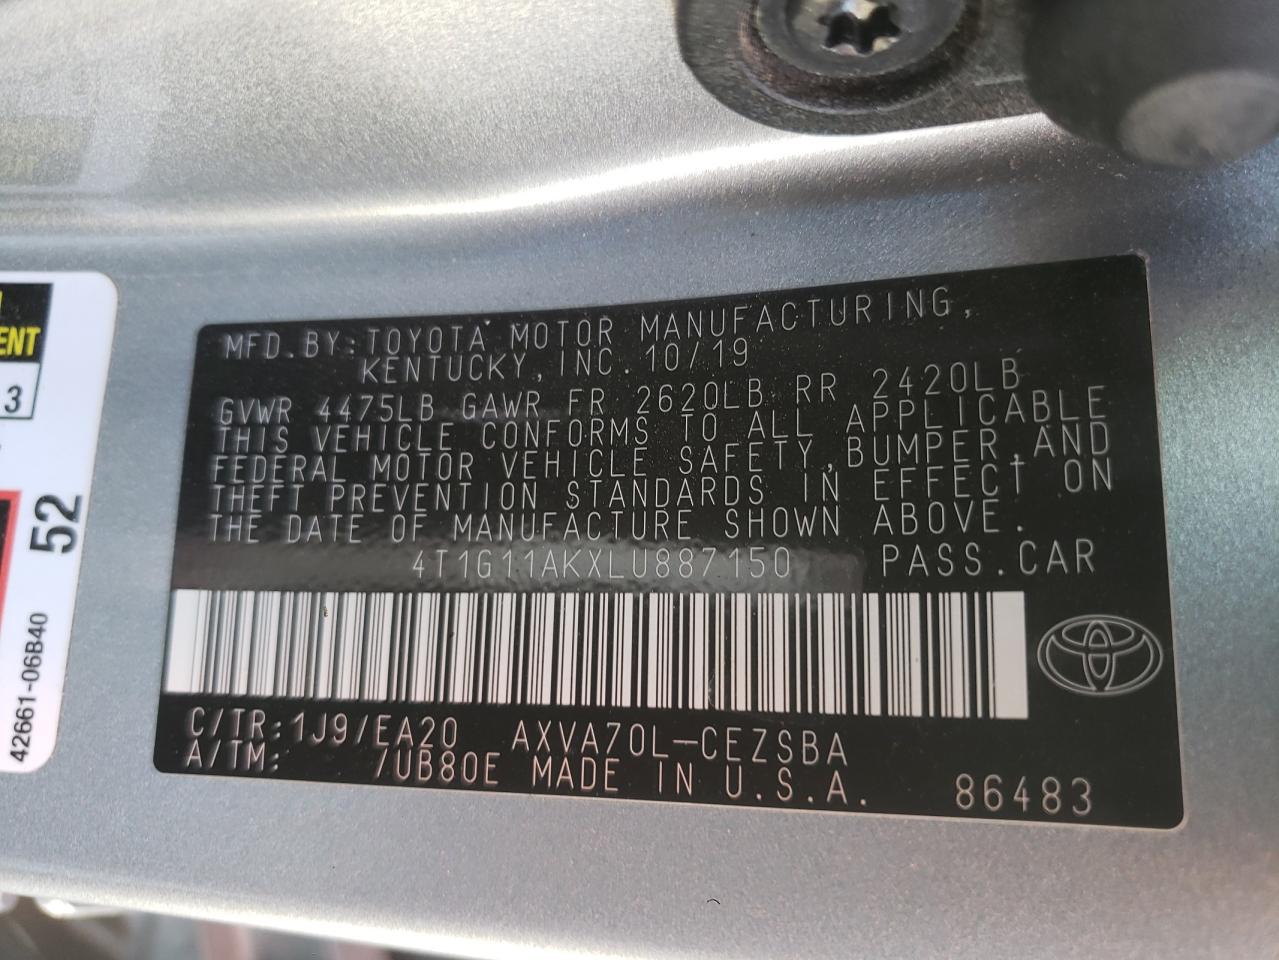 ENT
3
52
42661-06B40
MFD.BY:TOYOTA MOTOR MANUFACTURING,
KENTUCKY, INC. 10/19
GVWR 4475LB GAWR FR 2620LB RR 2420LB
THIS VEHICLE CONFORMS TO ALL APPLICABLE
FEDERAL MOTOR VEHICLE SAFETY, BUMPER, AND
THEFT PREVENTION STANDARDS IN EFFECT ON
THE DATE OF MANUFACTURE SHOWN ABOVE.
4T1G11AKXLU887150 PASS.CAR
C/TR:1J9/EA20 AXVA70L-CEZSBA
A/TM: /UB80E MADE IN U.S.A. 86483